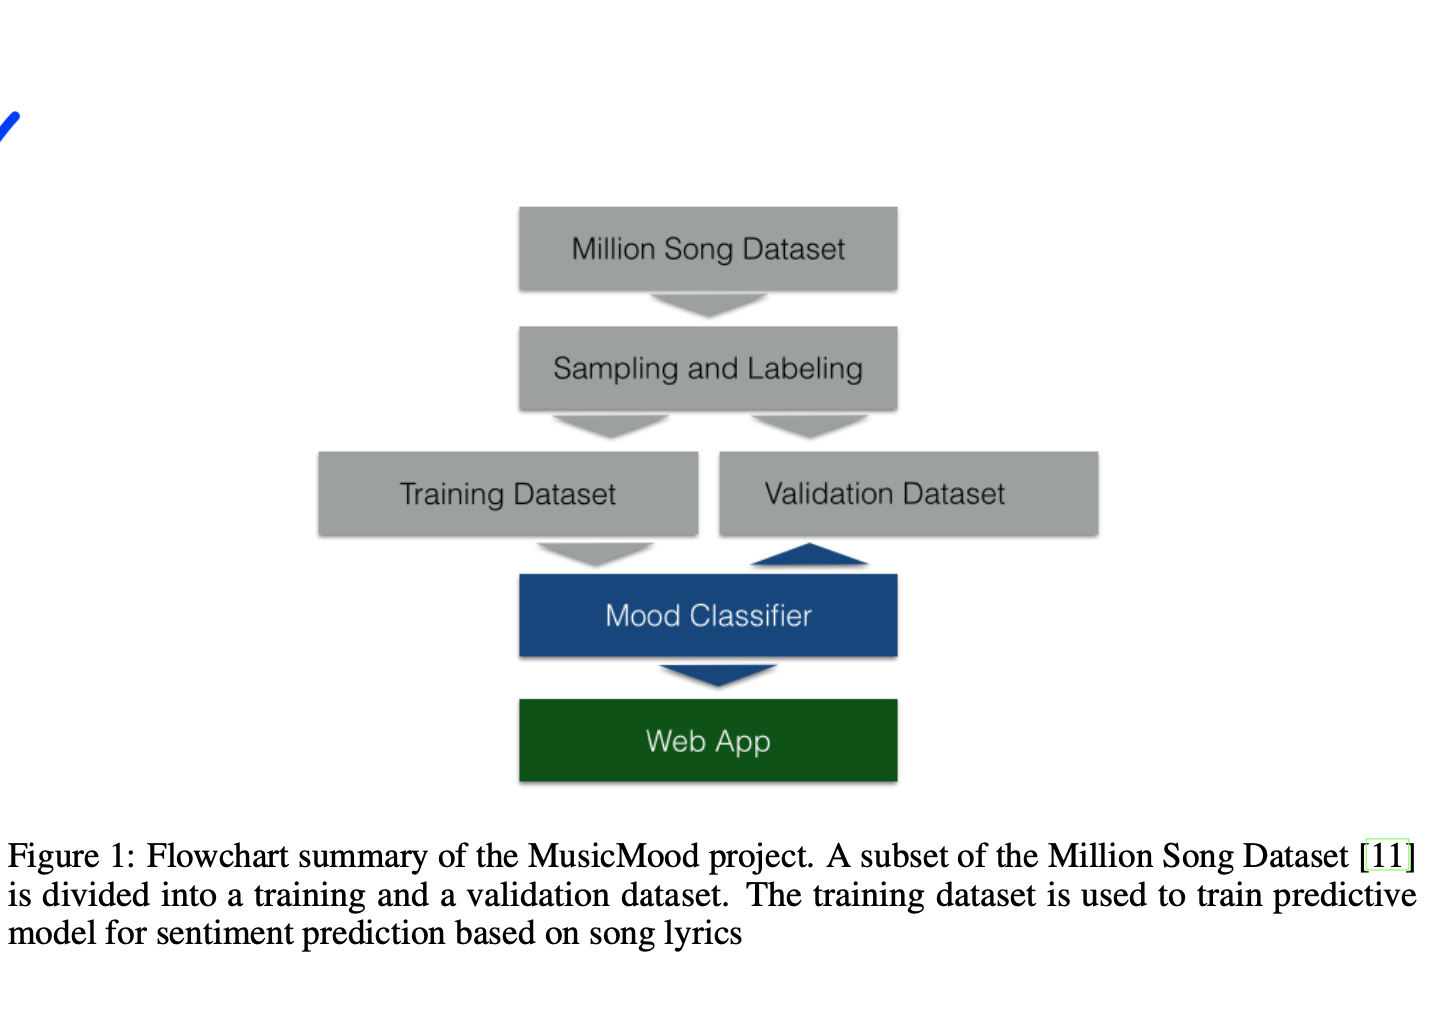 Million Song Dataset
Sampling and Labeling
Training Dataset
Validation Dataset
Mood Classifier
Web App
Figure 1: Flowchart summary of the MusicMood project. A subset of the Million Song Dataset [11]
is divided into a training and a validation dataset. The training dataset is used to train predictive
model for sentiment prediction based on song lyrics